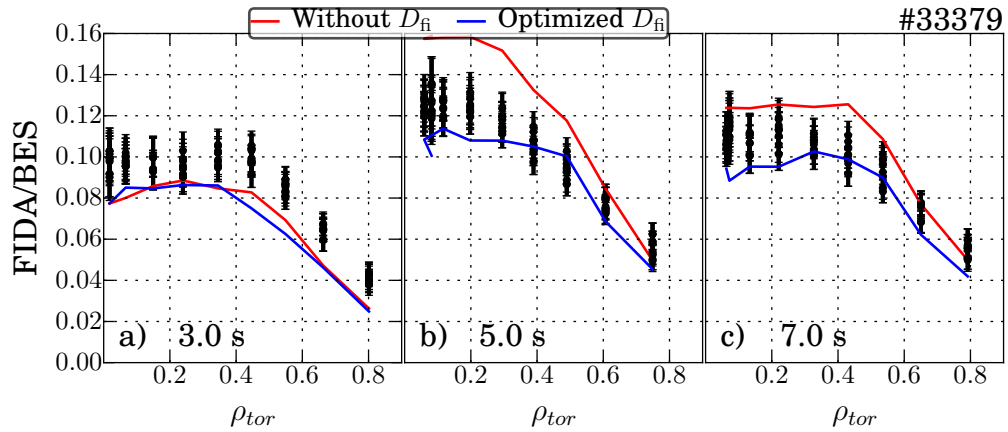 Without D_fi Optimized D_fi #33379
FIDA/BES
0.16
0.14
0.12
0.10
0.08
0.06
0.04
0.02
0.00
a) 3.0 s b) 5.0 s c) 7.0 s
0.2 0.4 0.6 0.8 0.2 0.4 0.6 0.8 0.2 0.4 0.6 0.8
ρ_tor ρ_tor ρ_tor